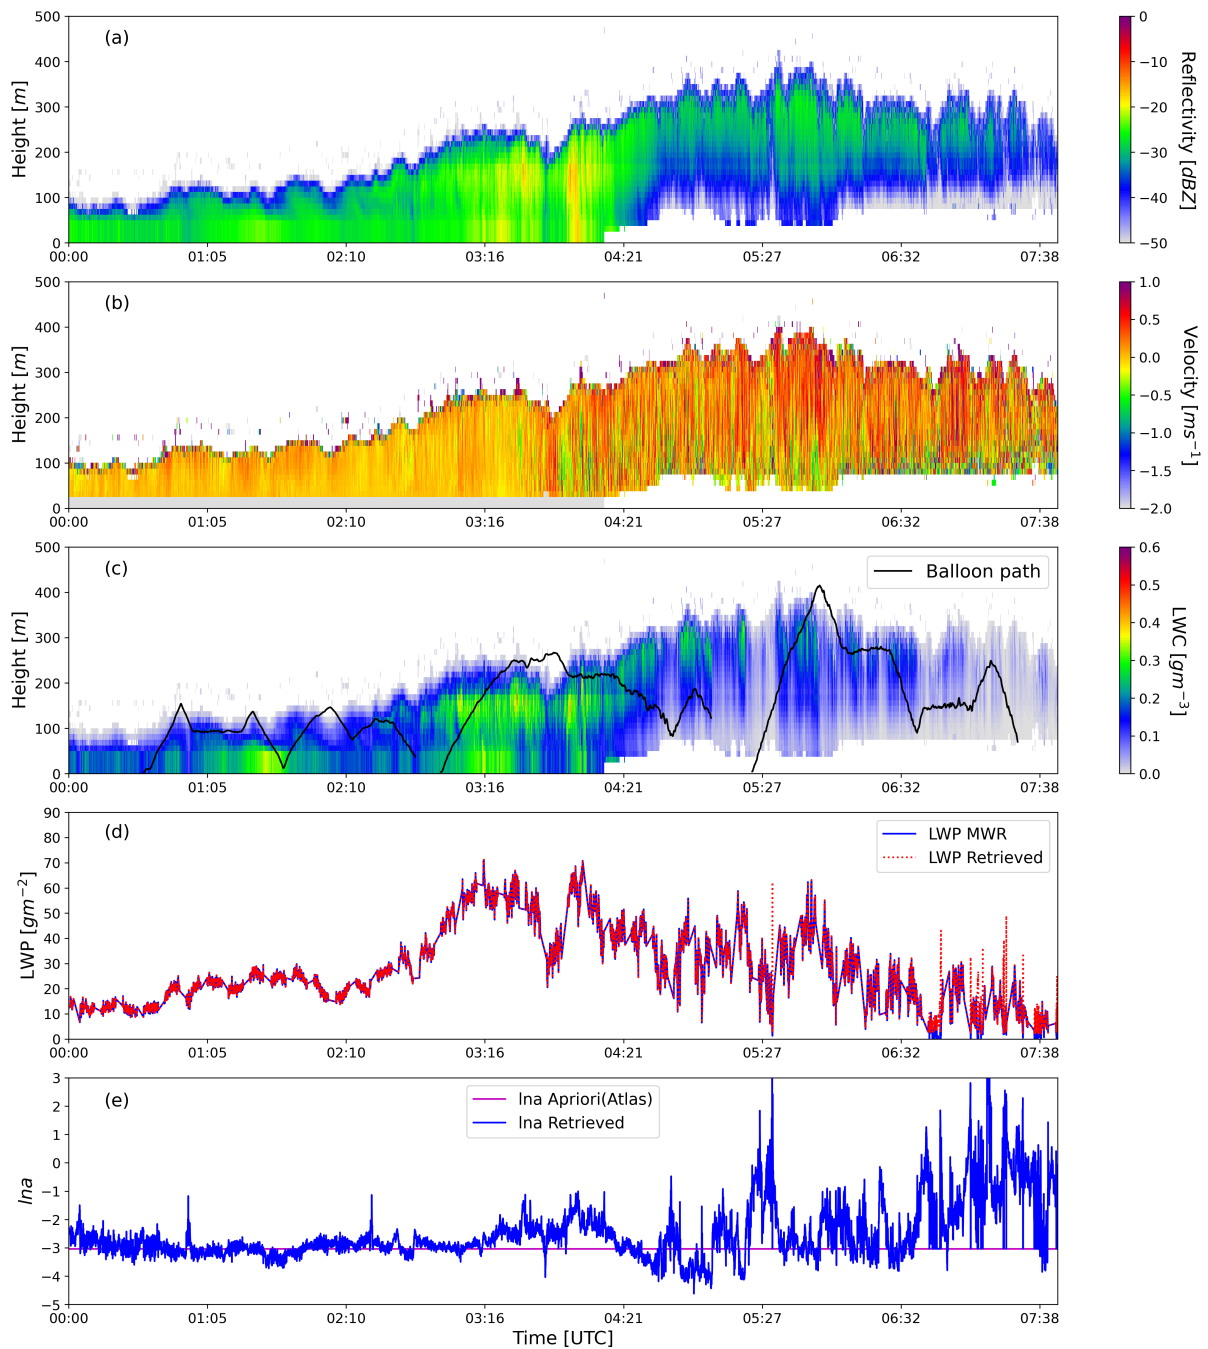 (a)
Height [m]
500
400
300
200
100
0
00:00 01:05 02:10 03:16 04:21 05:27 06:32 07:38
0
−10
−20
−30
−40
−50
Reflectivity [dBZ]
(b)
Height [m]
500
400
300
200
100
0
00:00 01:05 02:10 03:16 04:21 05:27 06:32 07:38
1.0
0.5
0.0
−0.5
−1.0
−1.5
−2.0
Velocity [ms⁻¹]
(c)
Balloon path
Height [m]
500
400
300
200
100
0
00:00 01:05 02:10 03:16 04:21 05:27 06:32 07:38
0.6
0.5
0.4
0.3
0.2
0.1
0.0
LWC [gm⁻³]
(d)
LWP MWR
LWP Retrieved
LWP [gm⁻²]
90
80
70
60
50
40
30
20
10
0
00:00 01:05 02:10 03:16 04:21 05:27 06:32 07:38
(e)
lna Apriori(Atlas)
lna Retrieved
lna
3
2
1
0
−1
−2
−3
−4
−5
00:00 01:05 02:10 03:16 04:21 05:27 06:32 07:38
Time [UTC]